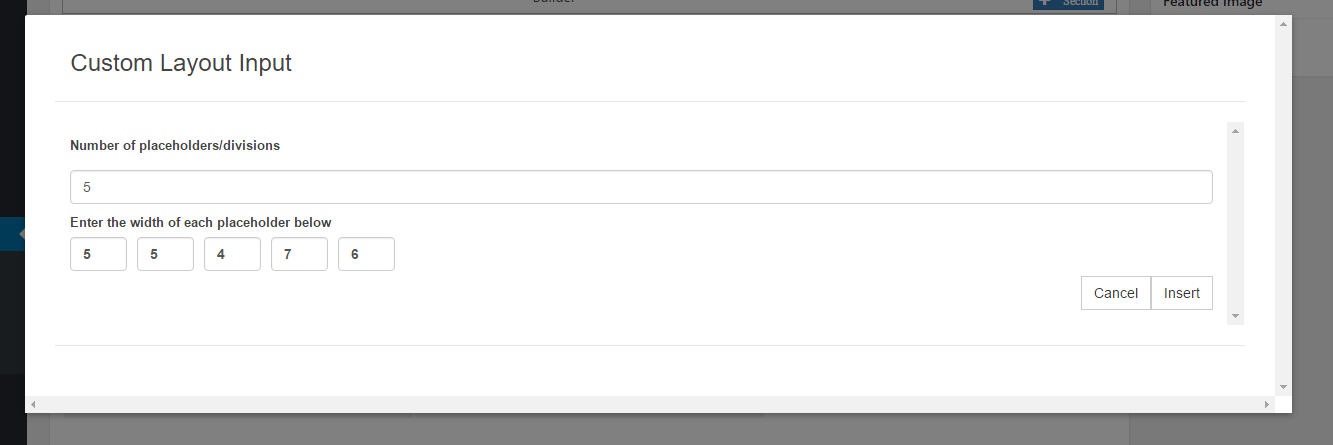 Builder
Section
Featured Image
Custom Layout Input
Number of placeholders/divisions
5
Enter the width of each placeholder below
5 5 4 7 6
Cancel Insert